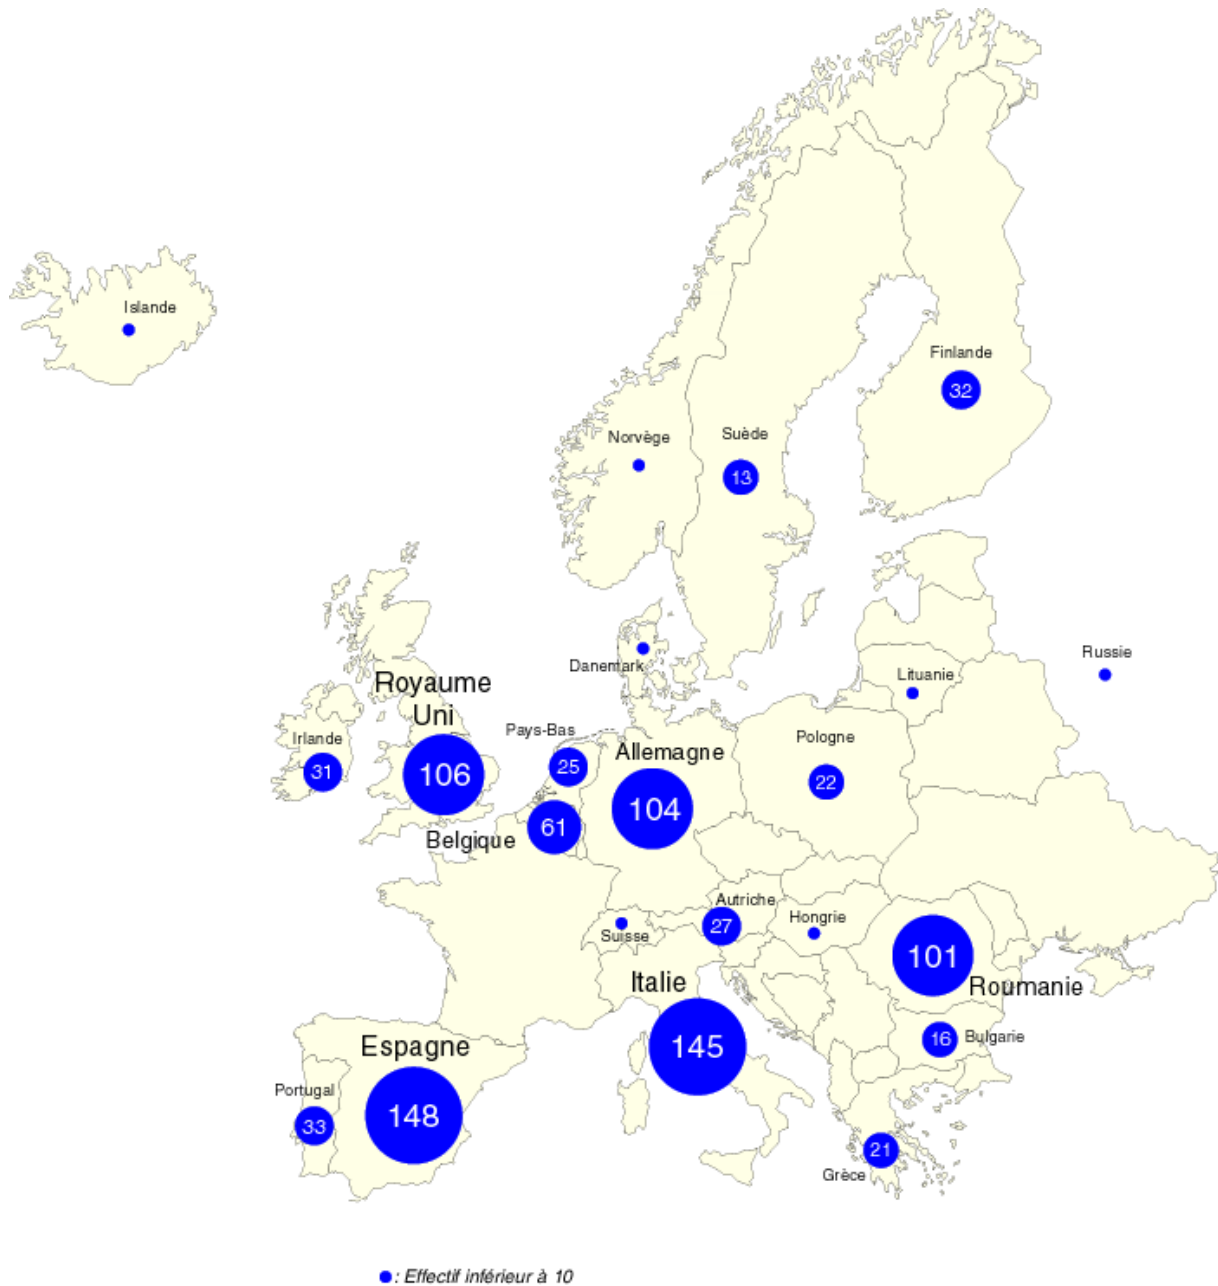 Islande
Finlande
32
Norvège
Suède
13
Danemark
Russie
Lituanie
Royaume
Uni
106
Irlande
31
Pays-Bas
25
Allemagne
104
Pologne
22
Belgique
61
Autriche
27
Hongrie
Suisse
101
Roumanie
Italie
145
16
Bulgarie
Espagne
148
Portugal
33
21
Grèce
: Effectif inférieur à 10